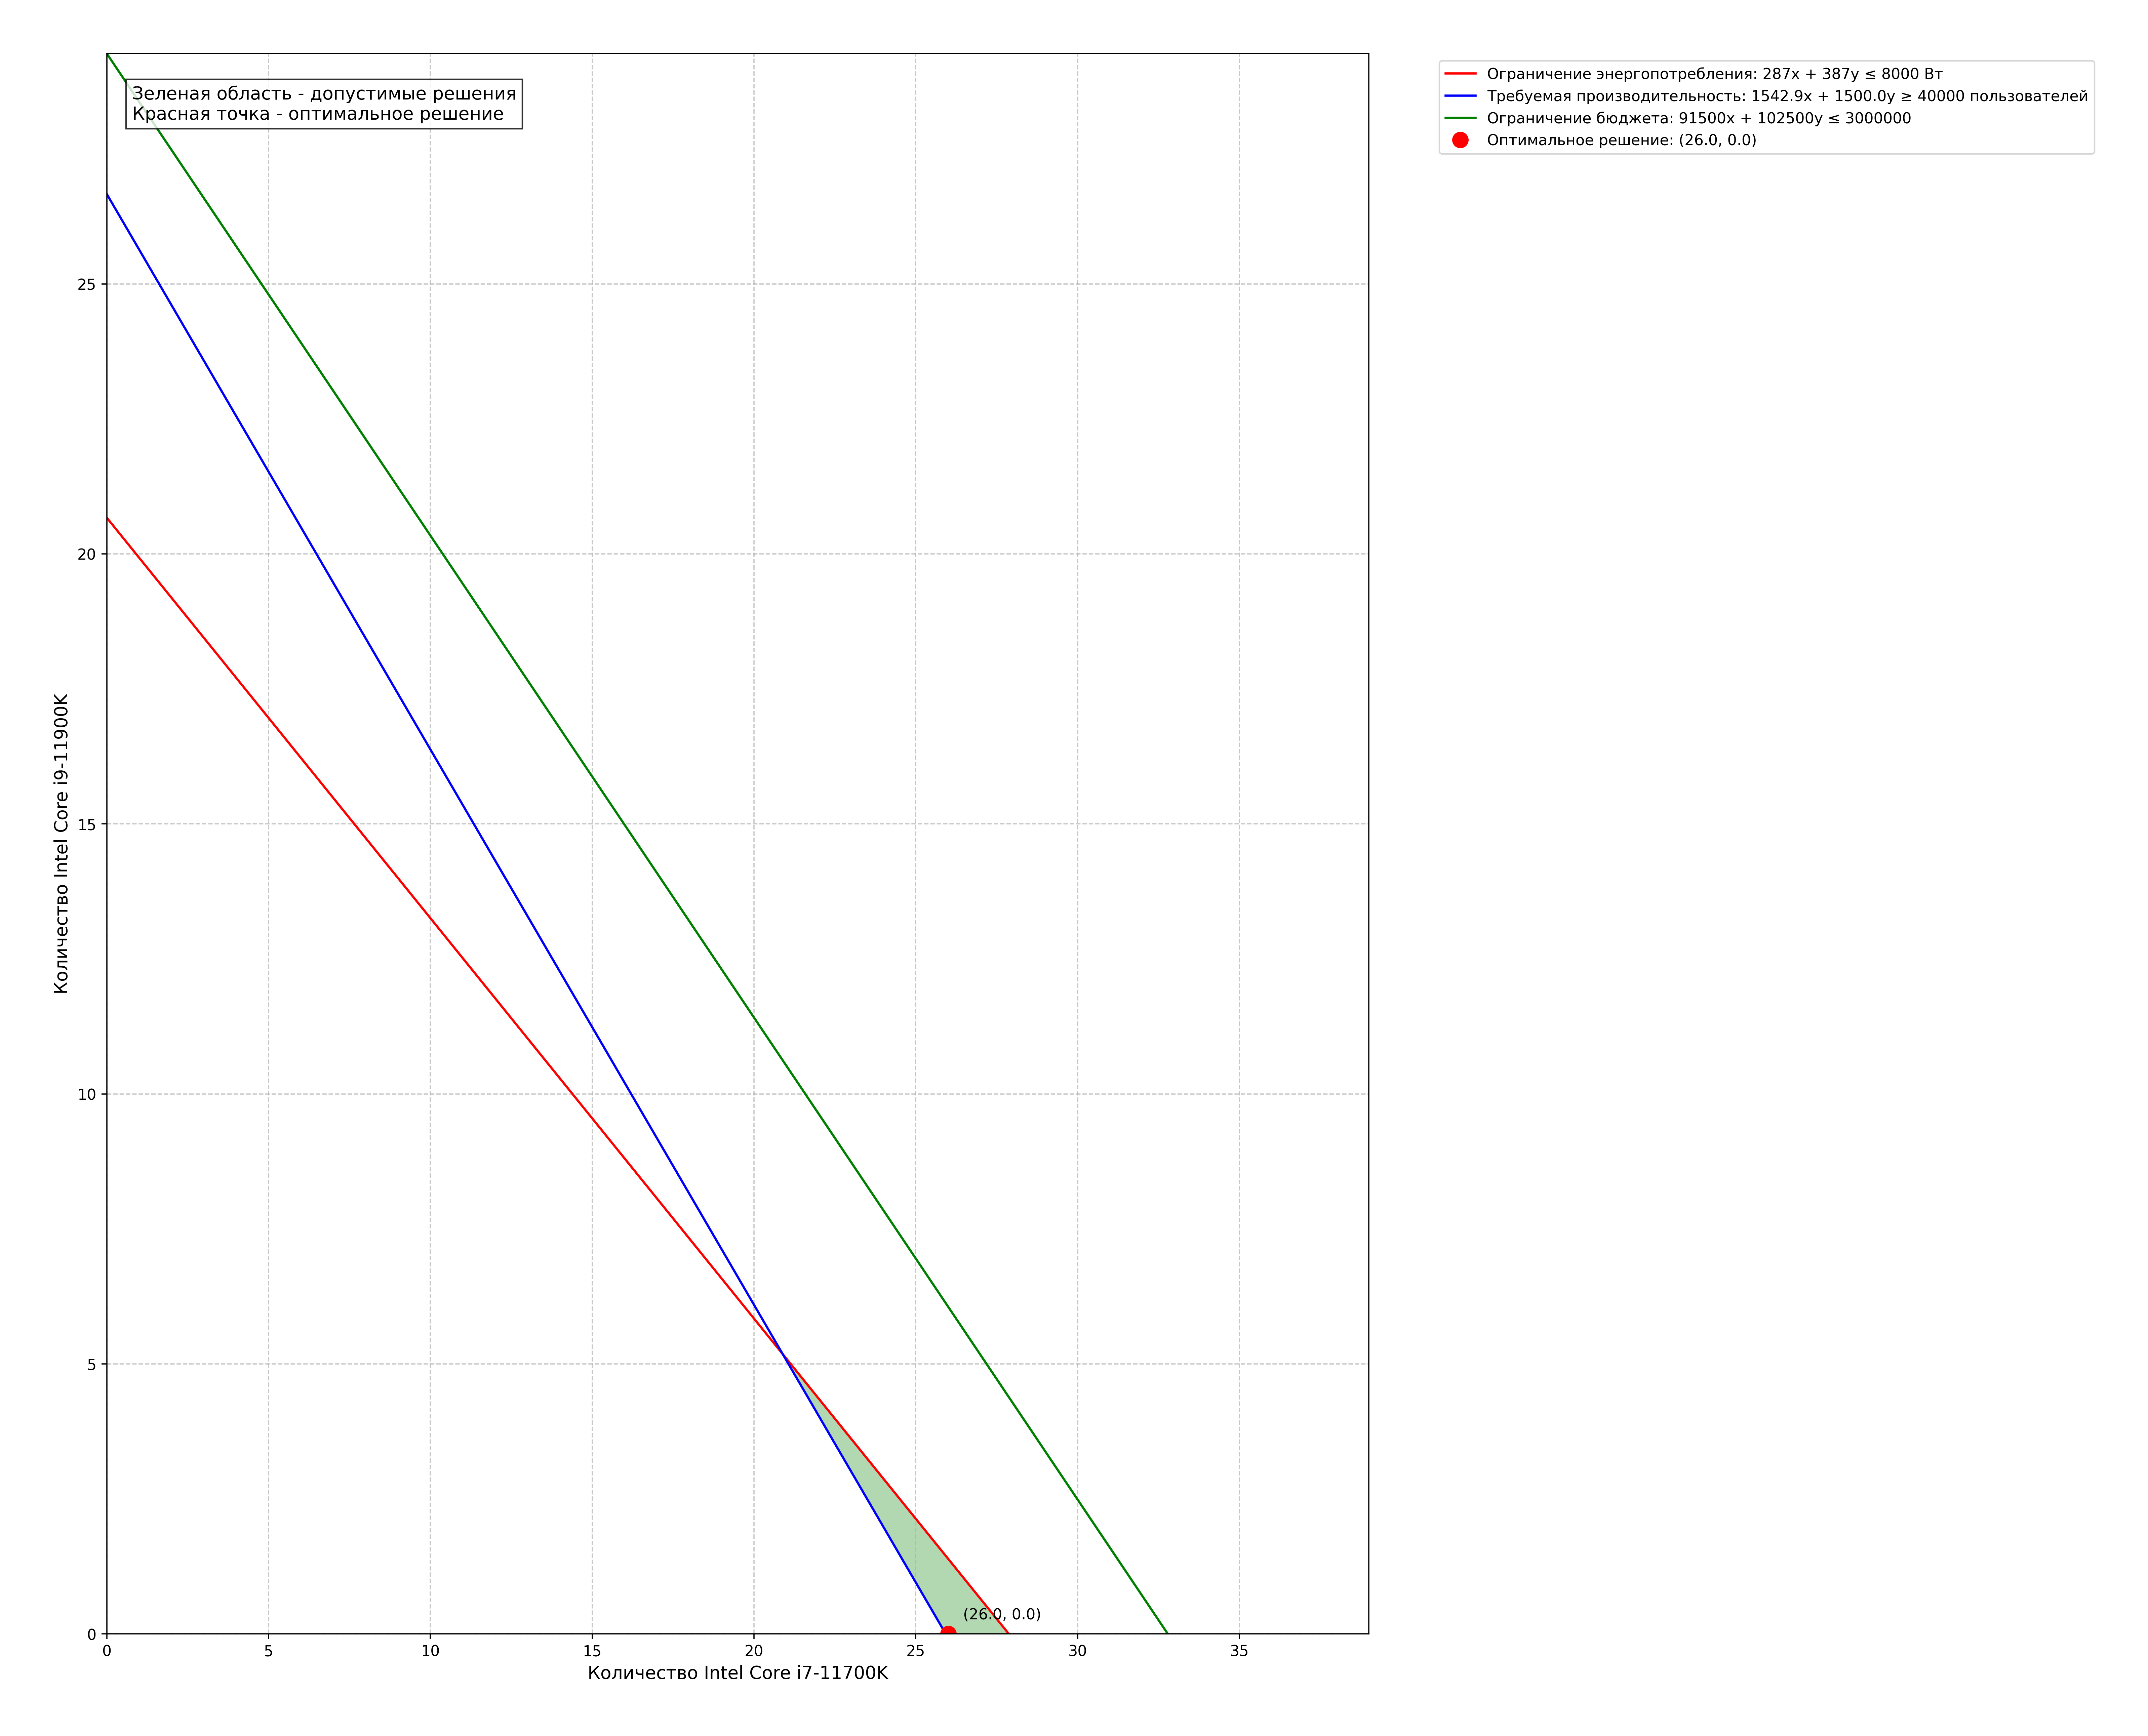 Зеленая область - допустимые решения
Красная точка - оптимальное решение
Ограничение энергопотребления: 287x + 387y ≤ 8000 Вт
Требуемая производительность: 1542.9x + 1500.0y ≥ 40000 пользователей
Ограничение бюджета: 91500x + 102500y ≤ 3000000
Оптимальное решение: (26.0, 0.0)
Количество Intel Core i9-11900K
25
20
15
10
5
0
(26.0, 0.0)
0 5 10 15 20 25 30 35
Количество Intel Core i7-11700K